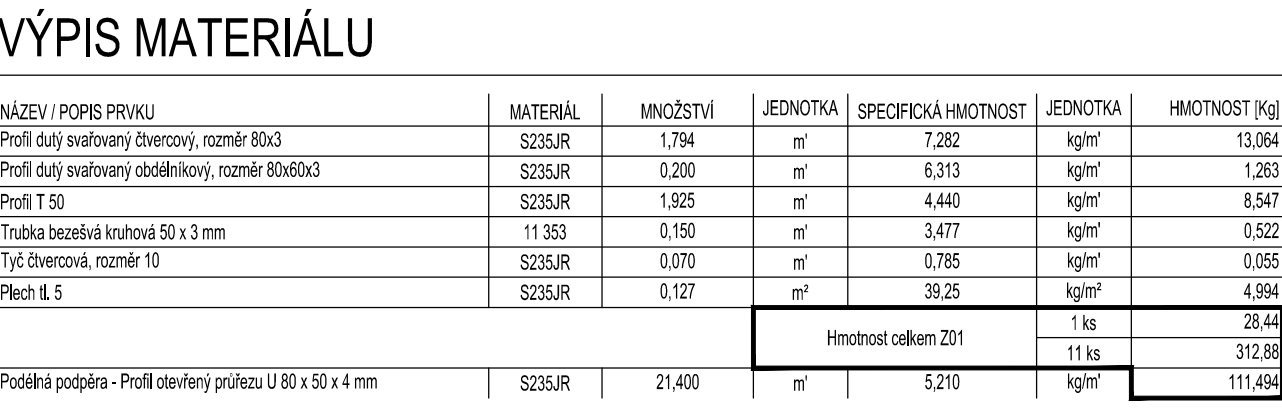 VÝPIS MATERIÁLU
NÁZEV / POPIS PRVKU MATERIÁL MNOŽSTVÍ JEDNOTKA SPECIFICKÁ HMOTNOST JEDNOTKA HMOTNOST [Kg]
Profil dutý svařovaný čtvercový, rozměr 80x3 S235JR 1,794 m' 7,282 kg/m' 13,064
Profil dutý svařovaný obdélníkový, rozměr 80x60x3 S235JR 0,200 m' 6,313 kg/m' 1,263
Profil T 50 S235JR 1,925 m' 4,440 kg/m' 8,547
Trubka bezešvá kruhová 50 x 3 mm 11 353 0,150 m' 3,477 kg/m' 0,522
Tyč čtvercová, rozměr 10 S235JR 0,070 m' 0,785 kg/m' 0,055
Plech tl. 5 S235JR 0,127 m² 39,25 kg/m² 4,994
Hmotnost celkem Z01 1 ks 28,44
11 ks 312,88
Podélná podpěra - Profil otevřený průřezu U 80 x 50 x 4 mm S235JR 21,400 m' 5,210 kg/m' 111,494